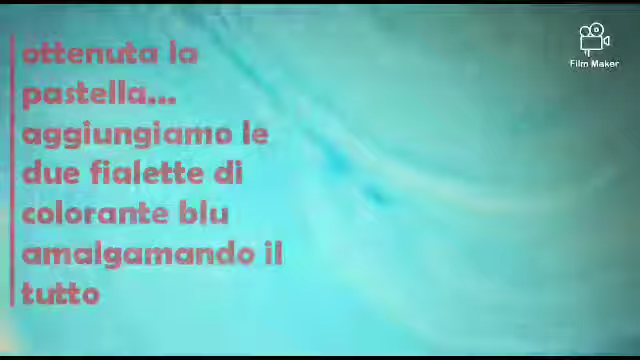 ottenuta la
pastella...
aggiungiamo le
due fialette di
colorante blu
amalgamando il
tutto
Film Maker